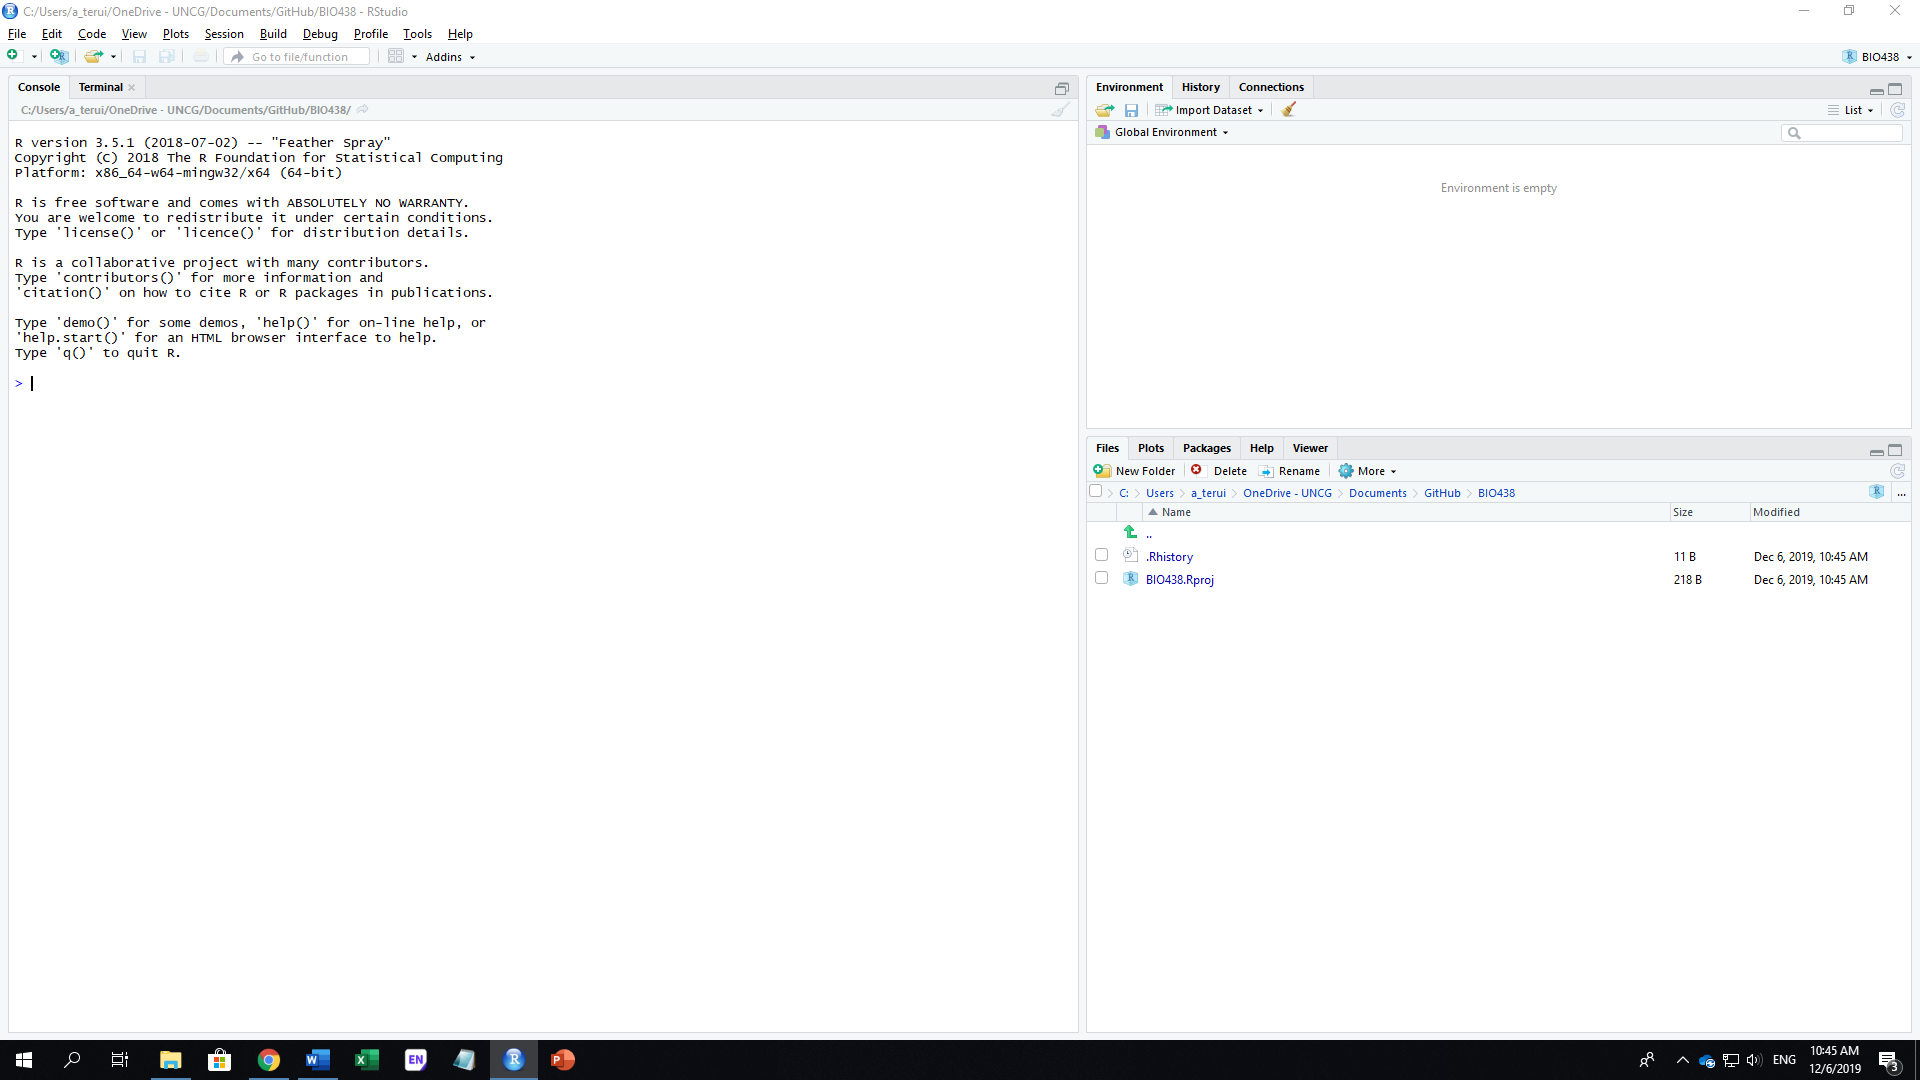 C:/Users/a_terui/OneDrive - UNCG/Documents/GitHub/BIO438 - RStudio
File Edit Code View Plots Session Build Debug Profile Tools Help
Go to file/function Addins BIO438
Console Terminal
C:/Users/a_terui/OneDrive - UNCG/Documents/GitHub/BIO438/
R version 3.5.1 (2018-07-02) -- "Feather Spray"
Copyright (C) 2018 The R Foundation for Statistical Computing
Platform: x86_64-w64-mingw32/x64 (64-bit)
R is free software and comes with ABSOLUTELY NO WARRANTY.
You are welcome to redistribute it under certain conditions.
Type 'license()' or 'licence()' for distribution details.
R is a collaborative project with many contributors.
Type 'contributors()' for more information and
'citation()' on how to cite R or R packages in publications.
Type 'demo()' for some demos, 'help()' for on-line help, or
'help.start()' for an HTML browser interface to help.
Type 'q()' to quit R.
>
Environment History Connections
Import Dataset List
Global Environment
Environment is empty
Files Plots Packages Help Viewer
New Folder Delete Rename More
C: Users a_terui OneDrive - UNCG Documents GitHub BIO438 ...
Name Size Modified
..
.Rhistory 11 B Dec 6, 2019, 10:45 AM
BIO438.Rproj 218 B Dec 6, 2019, 10:45 AM
EN ENG 10:45 AM
12/6/2019 3